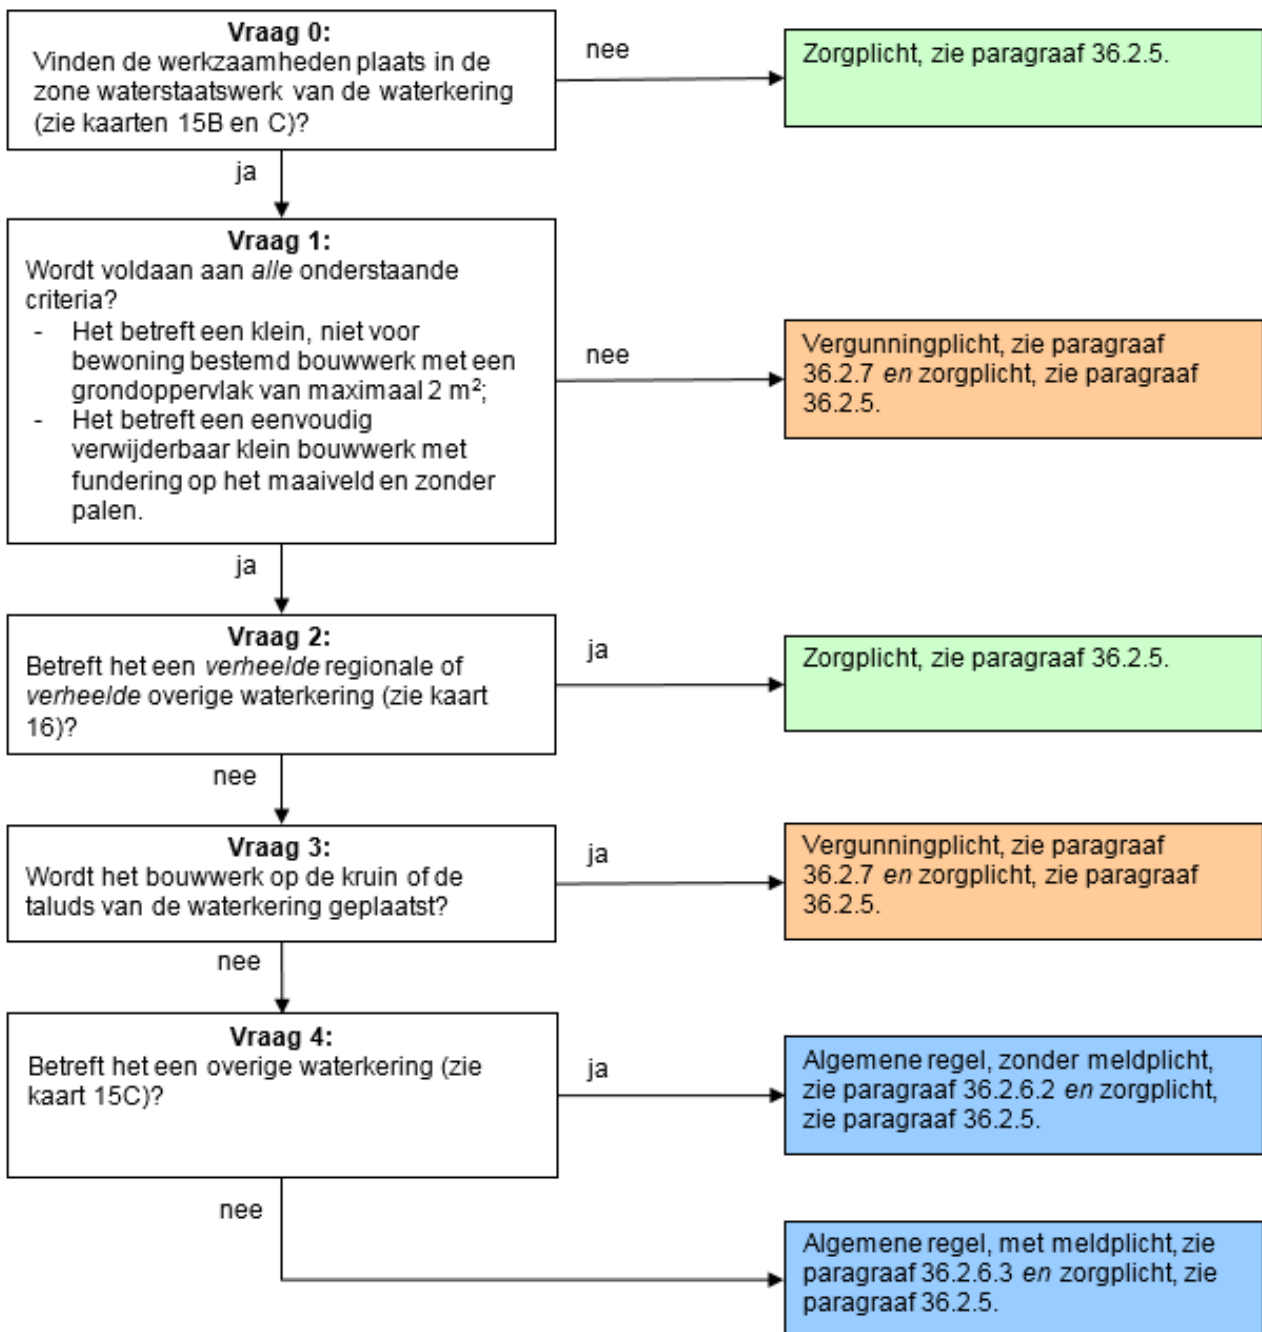 Vraag 0:
Vinden de werkzaamheden plaats in de
zone waterstaatswerk van de waterkering
(zie kaarten 15B en C)?
nee
Zorgplicht, zie paragraaf 36.2.5.
ja
Vraag 1:
Wordt voldaan aan alle onderstaande
criteria?
- Het betreft een klein, niet voor
bewoning bestemd bouwwerk met een
grondoppervlak van maximaal 2 m²;
- Het betreft een eenvoudig
verwijderbaar klein bouwwerk met
fundering op het maaiveld en zonder
palen.
nee
Vergunningplicht, zie paragraaf
36.2.7 en zorgplicht, zie paragraaf
36.2.5.
ja
Vraag 2:
Betreft het een verheelde regionale of
verheelde overige waterkering (zie kaart
16)?
ja
Zorgplicht, zie paragraaf 36.2.5.
nee
Vraag 3:
Wordt het bouwwerk op de kruin of de
taluds van de waterkering geplaatst?
ja
Vergunningplicht, zie paragraaf
36.2.7 en zorgplicht, zie paragraaf
36.2.5.
nee
Vraag 4:
Betreft het een overige waterkering (zie
kaart 15C)?
ja
Algemene regel, zonder meldplicht,
zie paragraaf 36.2.6.2 en zorgplicht,
zie paragraaf 36.2.5.
nee
Algemene regel, met meldplicht, zie
paragraaf 36.2.6.3 en zorgplicht, zie
paragraaf 36.2.5.